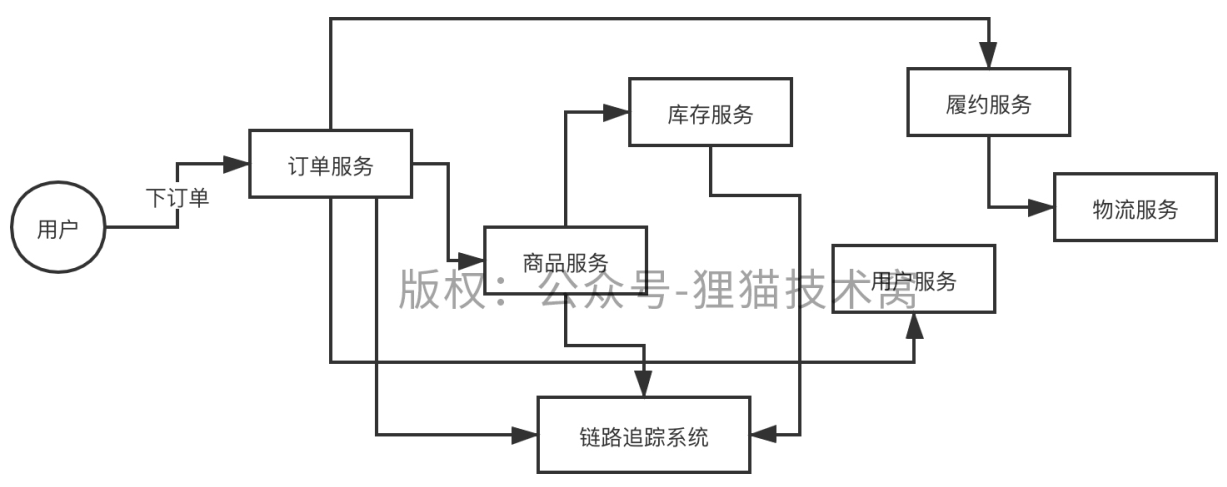 履约服务
库存服务
订单服务
下订单
物流服务
用户
商品服务
用户服务
版权：公众号-狸猫技术窝
链路追踪系统